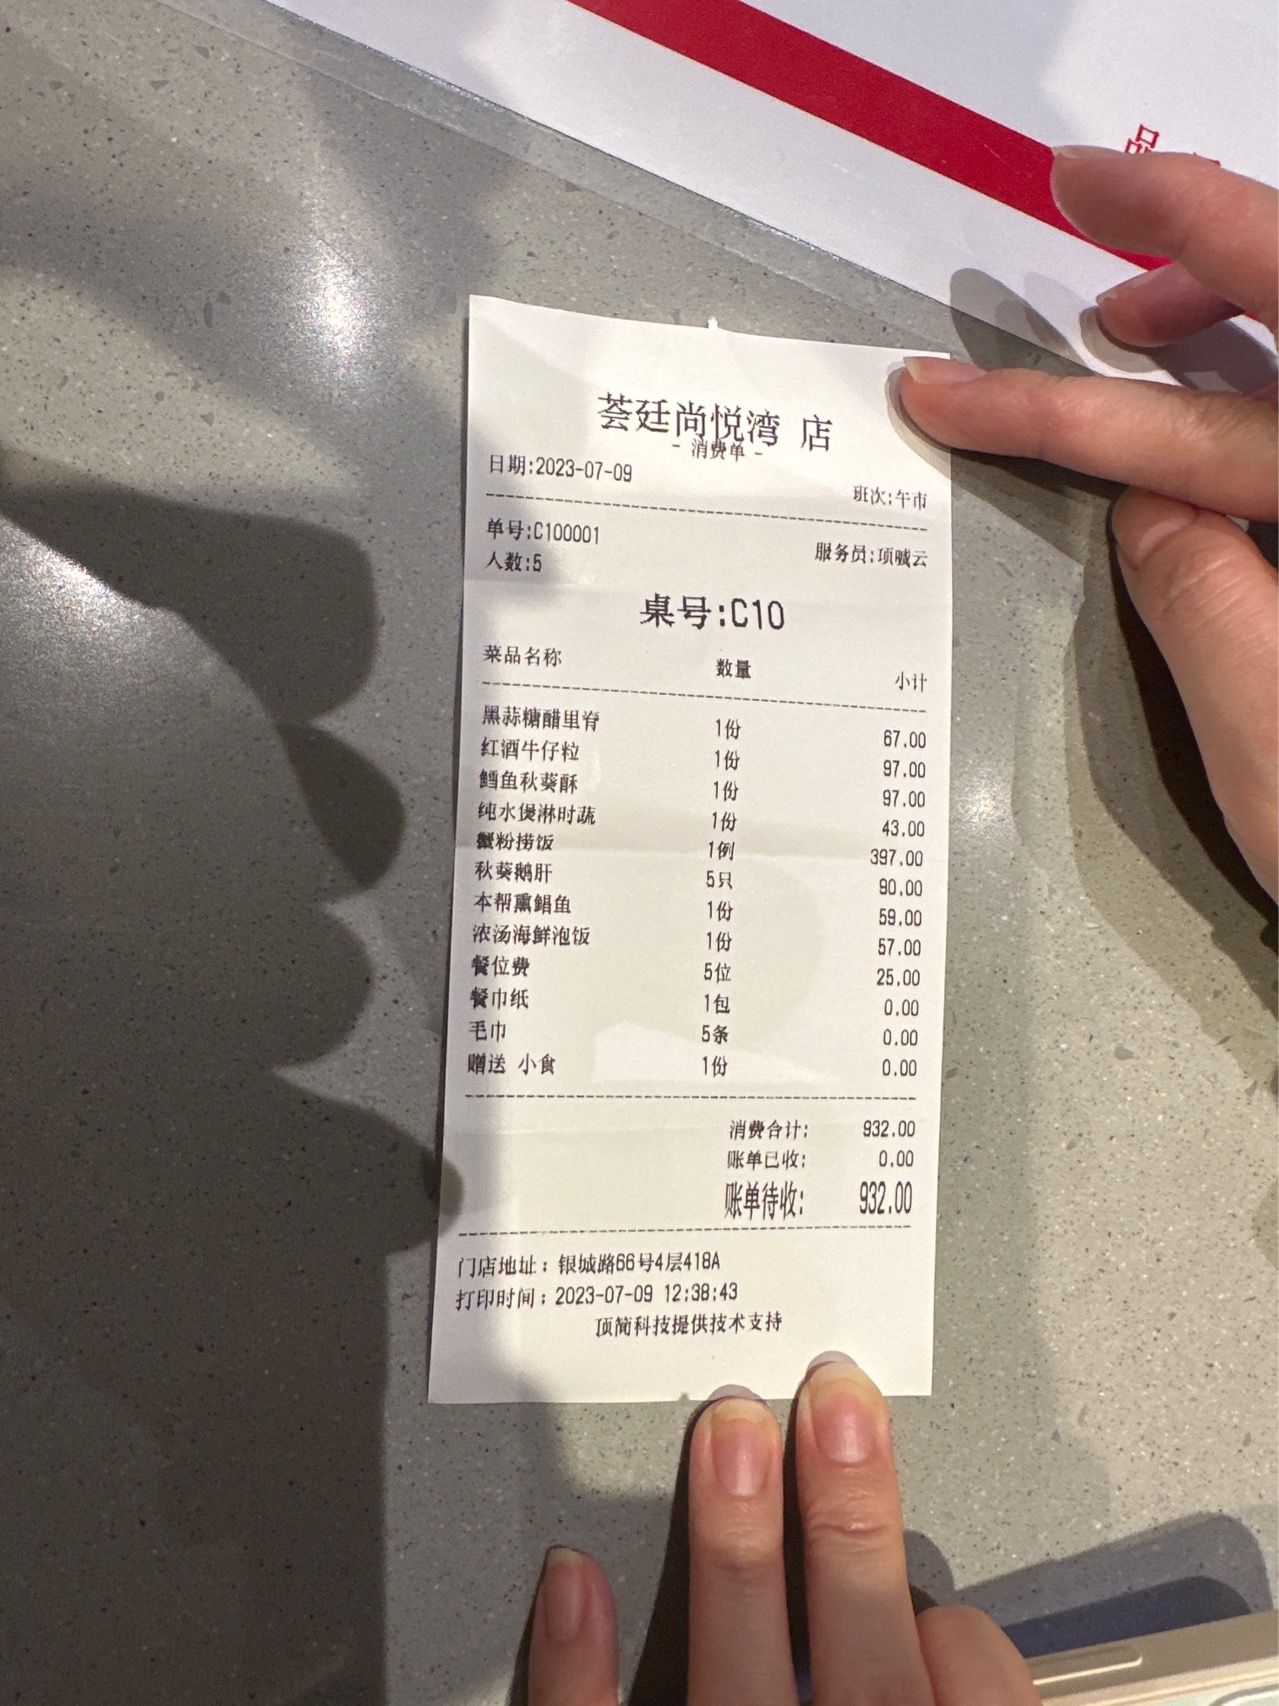 品
荟廷尚悦湾 店
- 消费单 -
日期:2023-07-09
班次:午市
单号:C100001
服务员:项喊云
人数:5
桌号:C10
菜品名称 数量 小计
黑蒜糖醋里脊 1份 67.00
红酒牛仔粒 1份 97.00
鳕鱼秋葵酥 1份 97.00
纯水煲淋时蔬 1份 43.00
蟹粉捞饭 1例 397.00
秋葵鹅肝 5只 90.00
本帮熏鲳鱼 1份 59.00
浓汤海鲜泡饭 1份 57.00
餐位费 5位 25.00
餐巾纸 1包 0.00
毛巾 5条 0.00
赠送 小食 1份 0.00
消费合计: 932.00
账单已收: 0.00
账单待收: 932.00
门店地址：银城路66号4层418A
打印时间：2023-07-09 12:38:43
顶简科技提供技术支持